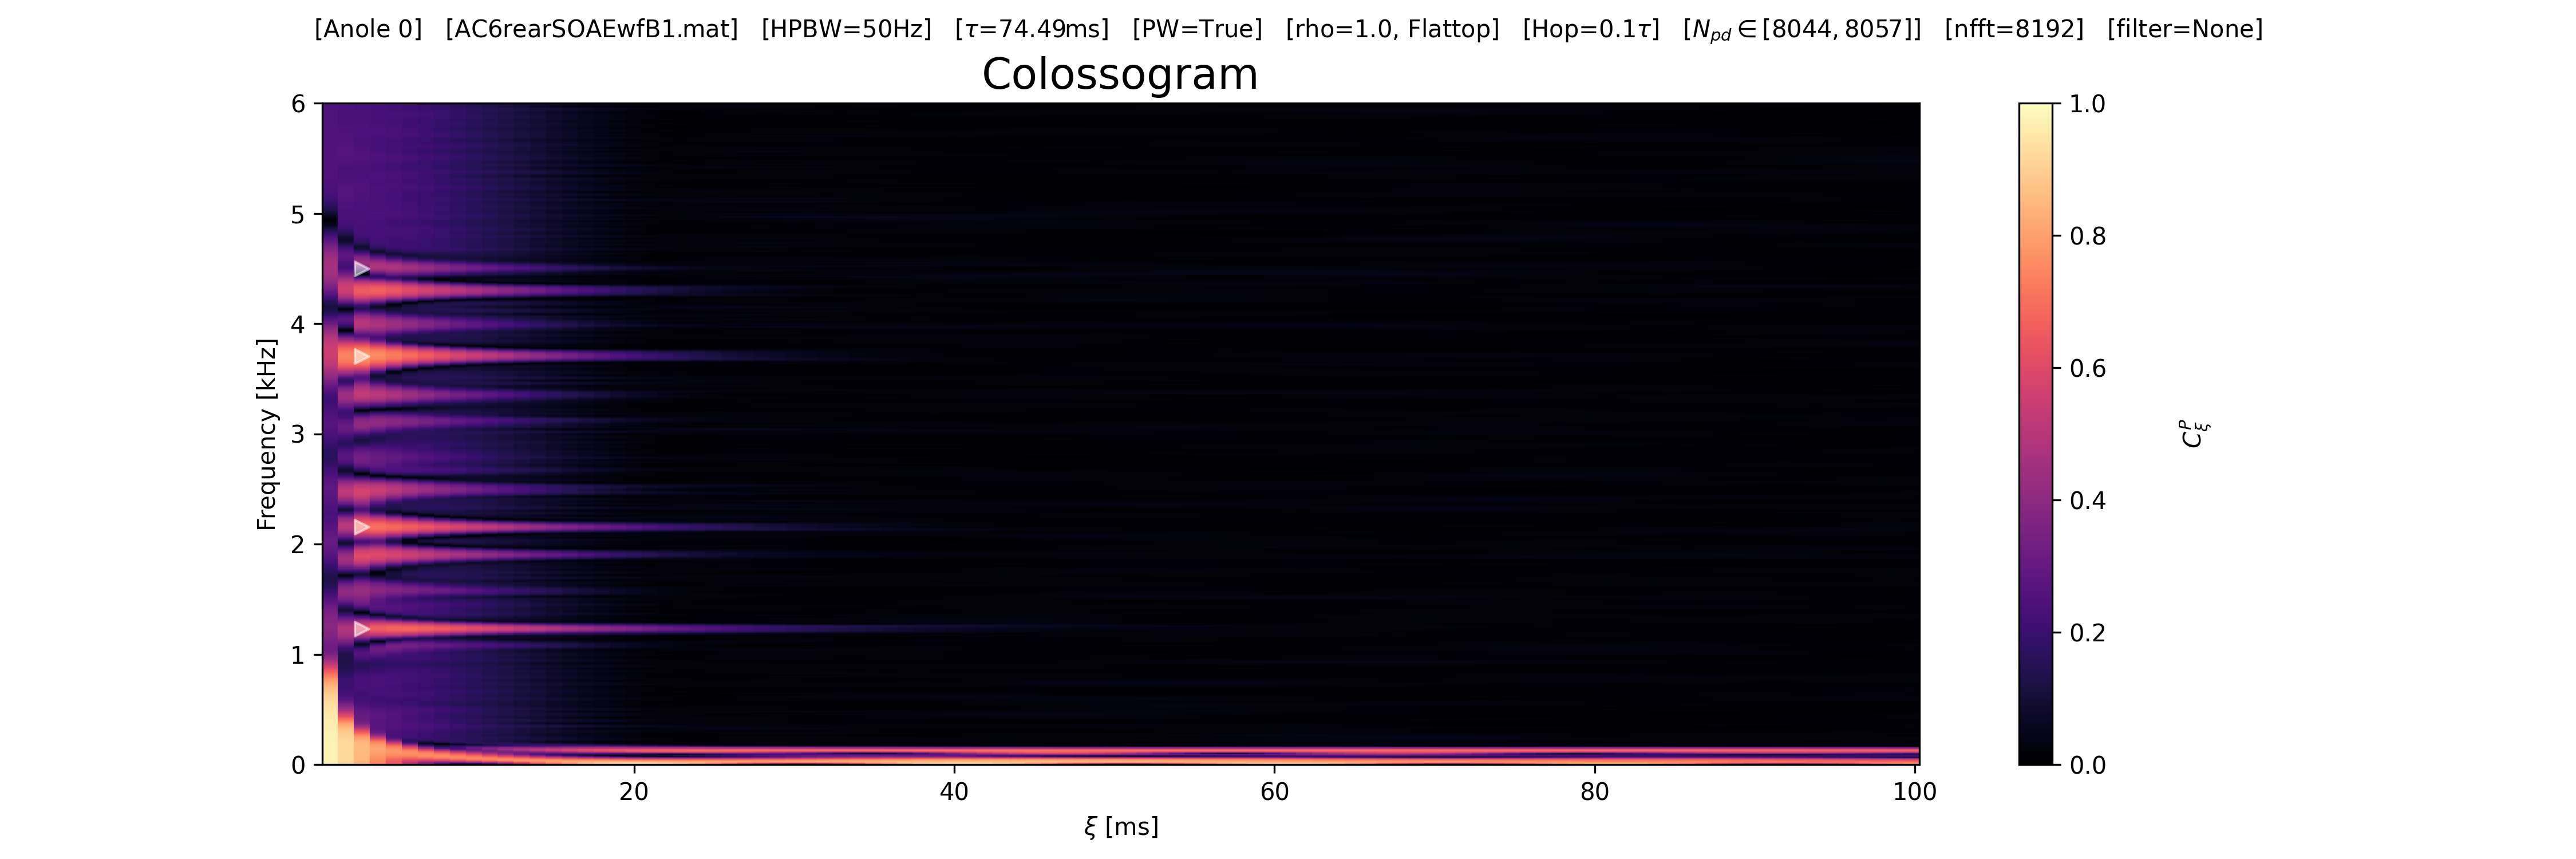 [Anole 0] [AC6rearSOAEwfB1.mat] [HPBW=50Hz] [τ=74.49ms] [PW=True] [rho=1.0, Flattop] [Hop=0.1τ] [N_pd ∈ [8044, 8057]] [nfft=8192] [filter=None]
Colossogram
Frequency [kHz]
6
5
4
3
2
1
0
20 40 60 80 100
ξ [ms]
1.0
0.8
0.6
0.4
0.2
0.0
C_ξ^P